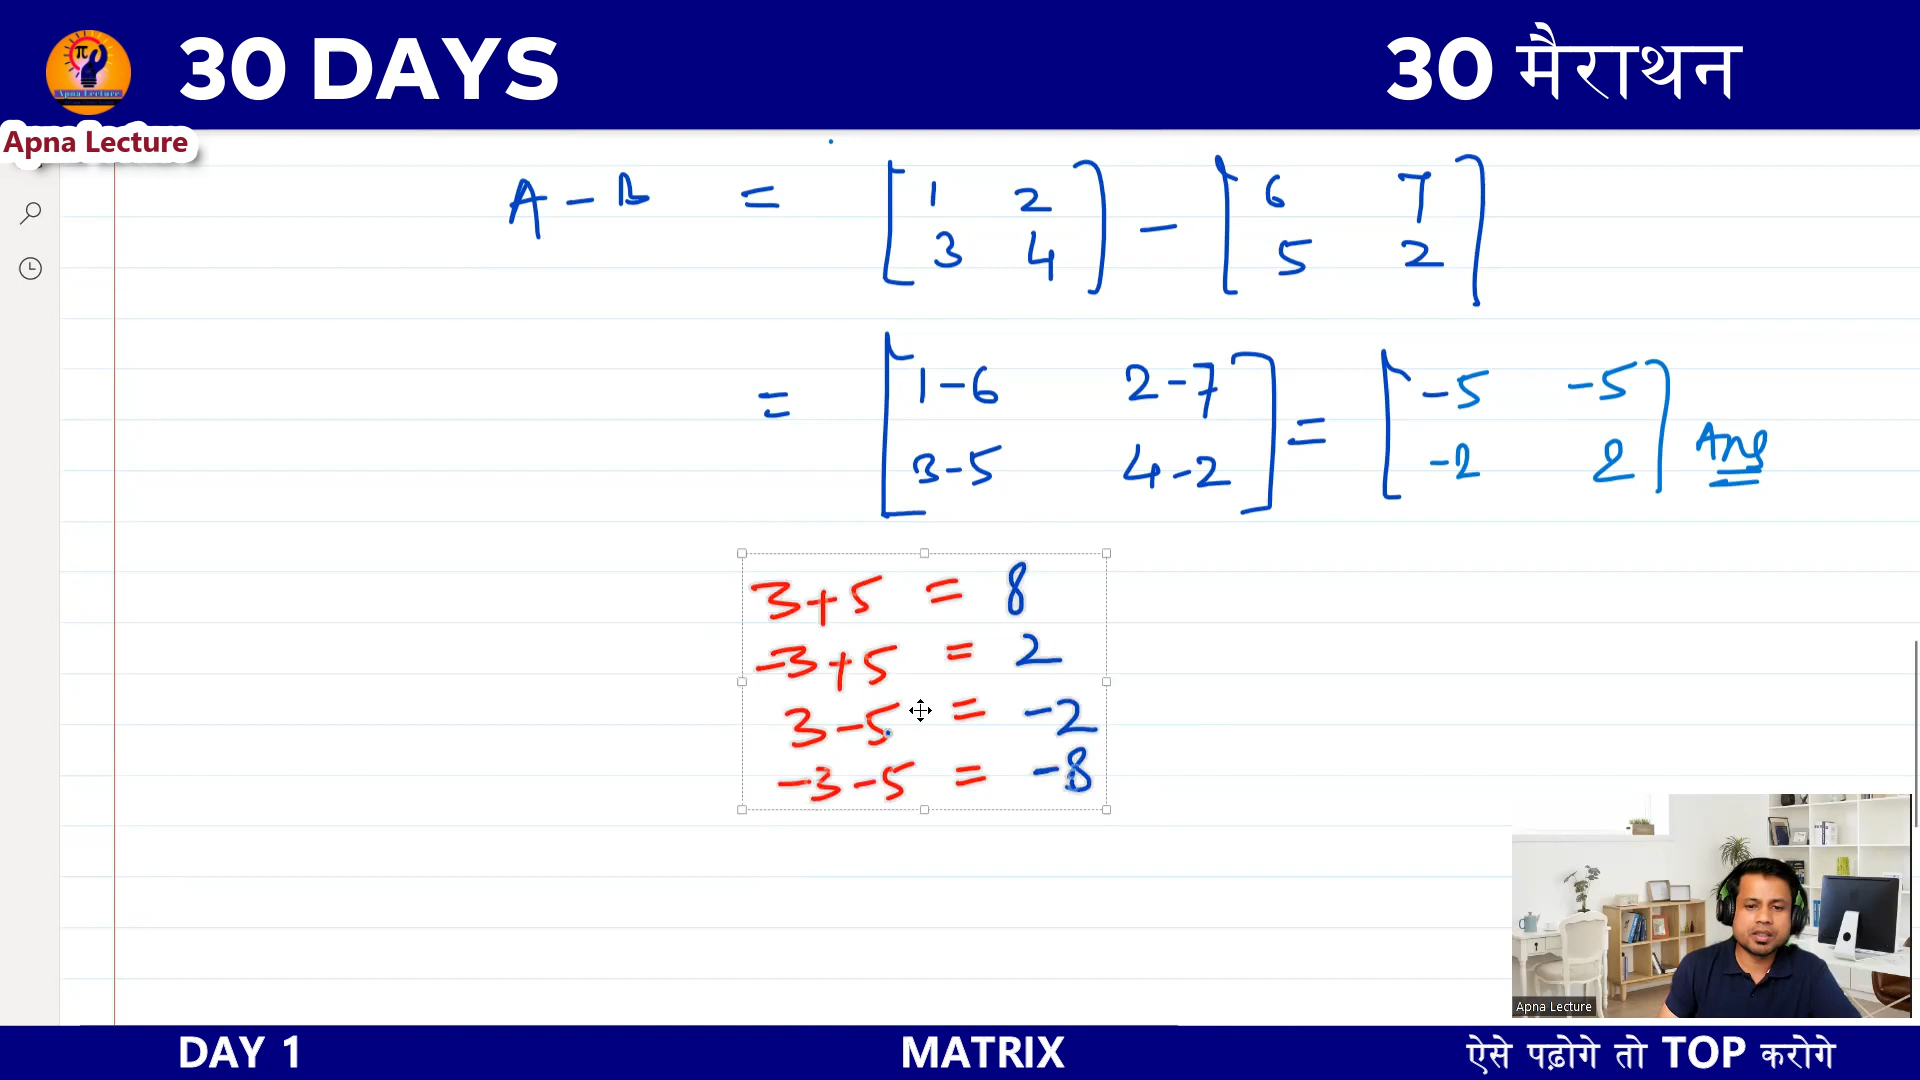 30 DAYS
30 मैराथन
Apna Lecture
Apna Lecture
A - B = [1 2 3 4] - [6 7 5 2]
= [1-6 2-7 3-5 4-2] = [-5 -5 -2 2] Ans
3+5 = 8
-3+5 = 2
3-5 = -2
-3-5 = -8
Apna Lecture
DAY 1
MATRIX
ऐसे पढ़ोगे तो TOP करोगे